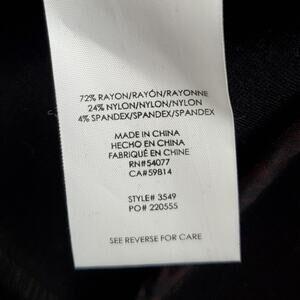 72% RAYON/RAYÓN/RAYONNE
24% NYLON/NYLON/NYLON
4% SPANDEX/SPANDEX/SPANDEX
MADE IN CHINA
HECHO EN CHINA
FABRIQUÉ EN CHINE
RN#54077
CA#59814
STYLE# 3549
PO# 220555
SEE REVERSE FOR CARE